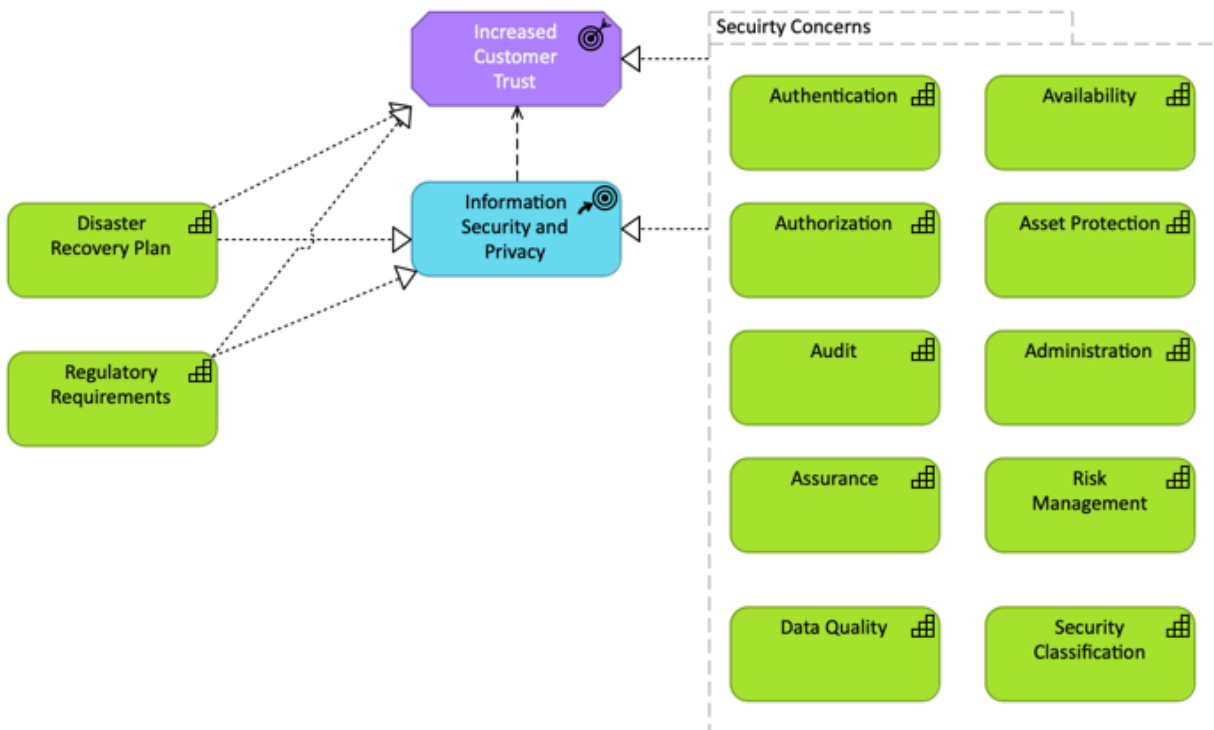 Increased
Customer
Trust
Secuirty Concerns
Authentication
Availability
Information
Security and
Privacy
Disaster
Recovery Plan
Authorization
Asset Protection
Regulatory
Requirements
Audit
Administration
Assurance
Risk
Management
Data Quality
Security
Classification